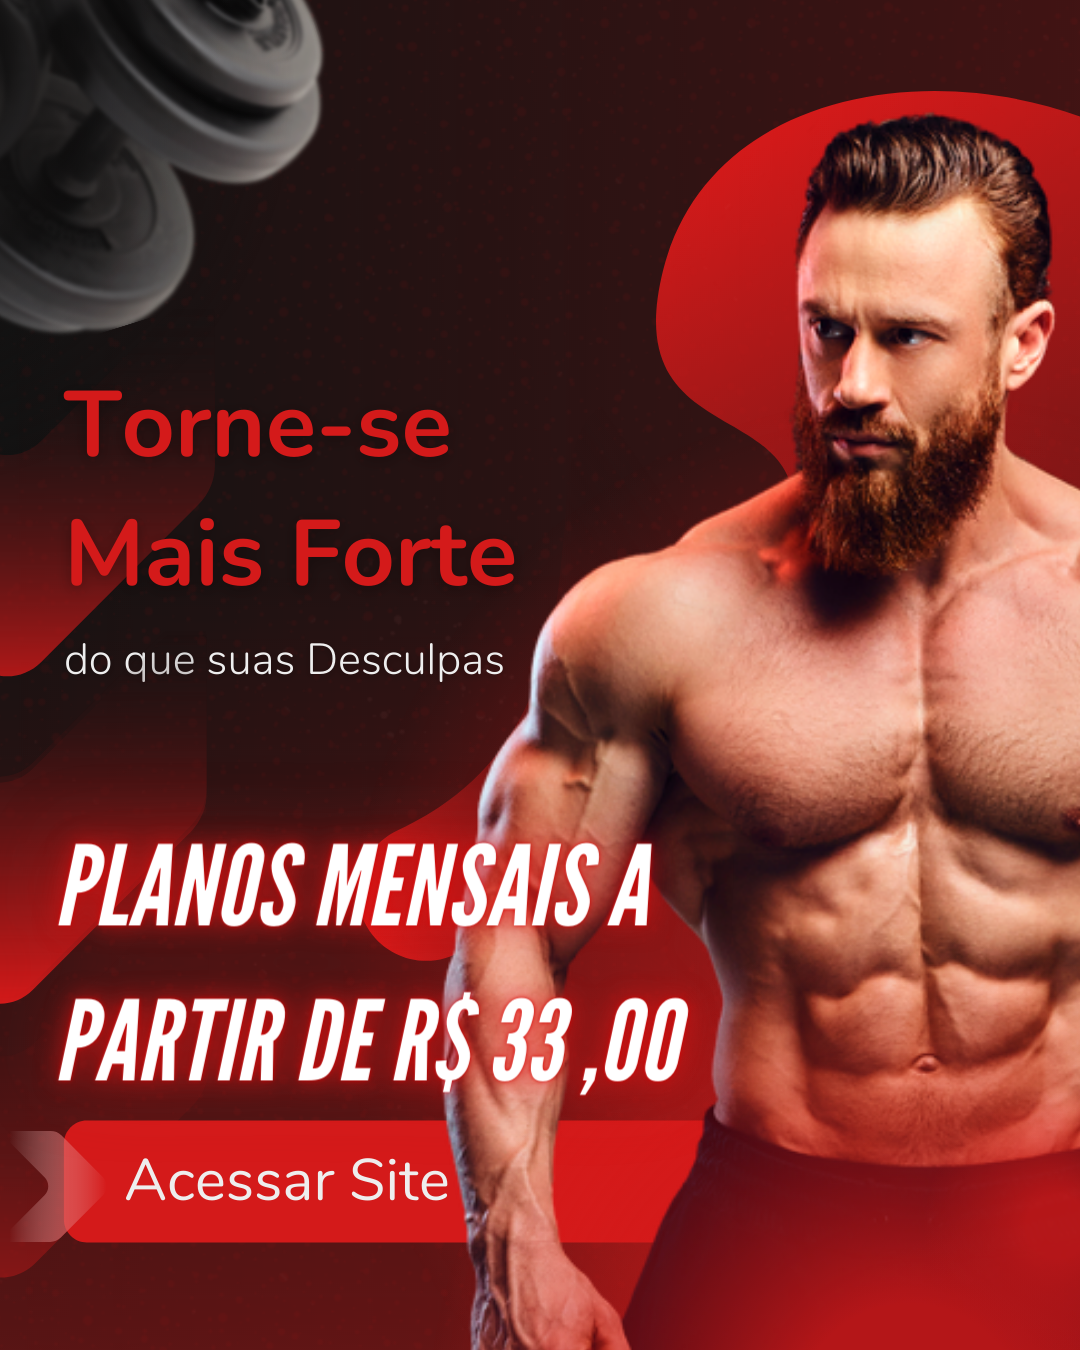 Torne-se
Mais Forte
do que suas Desculpas
PLANOS MENSAIS A
PARTIR DE R$ 33 ,00
Acessar Site